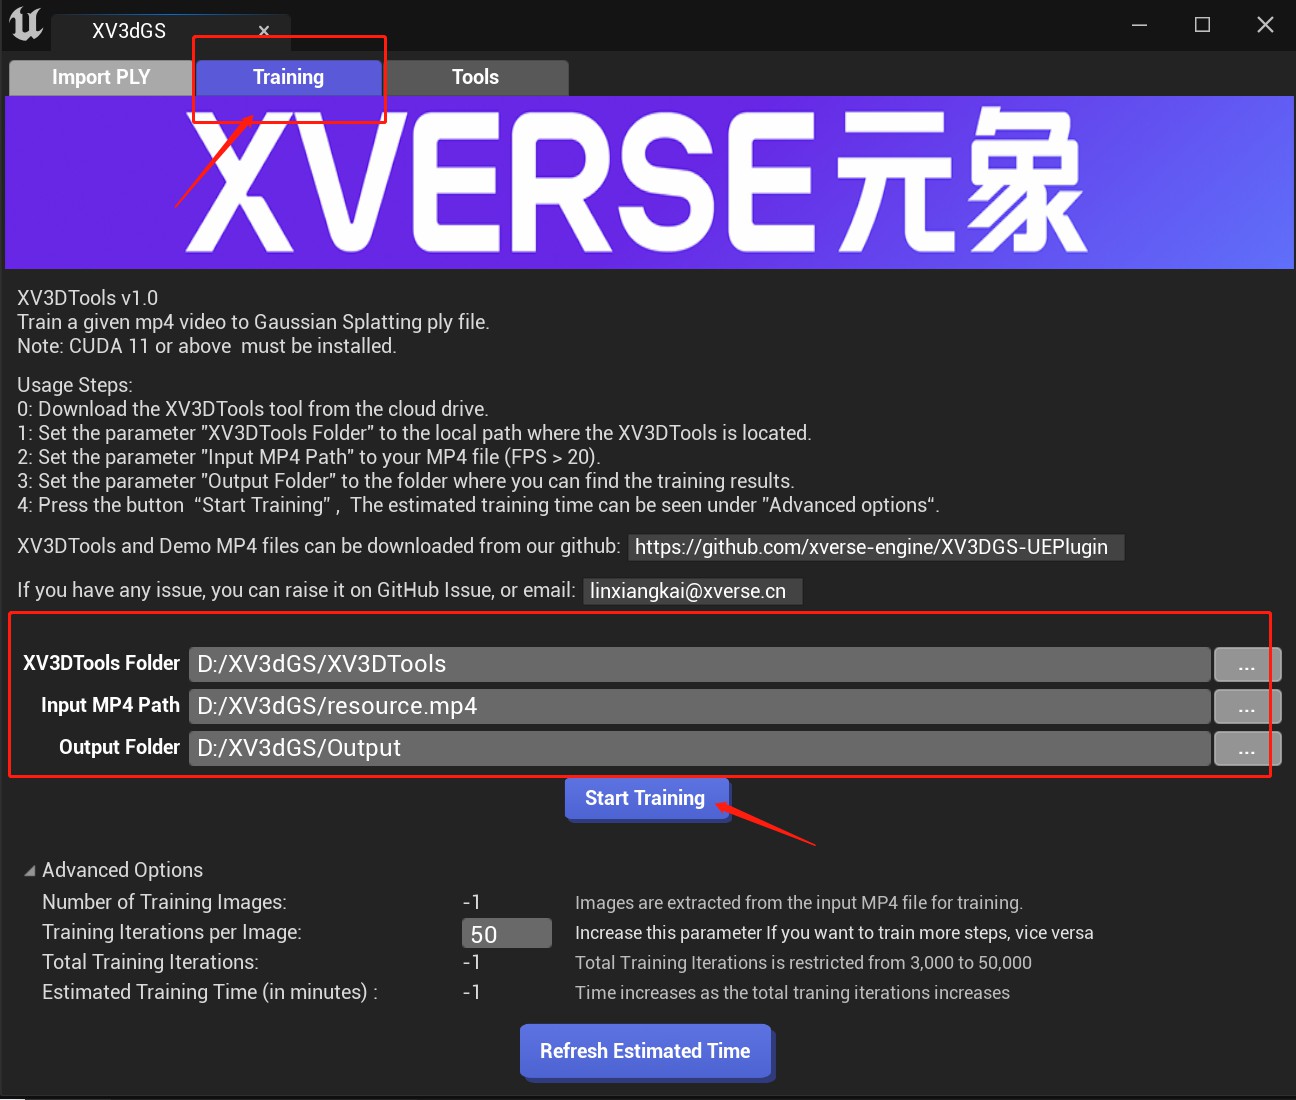 XV3dGS
Import PLY
Training
Tools
XVERSE元象
XV3DTools v1.0
Train a given mp4 video to Gaussian Splatting ply file.
Note: CUDA 11 or above  must be installed.
Usage Steps:
0: Download the XV3DTools tool from the cloud drive.
1: Set the parameter "XV3DTools Folder" to the local path where the XV3DTools is located.
2: Set the parameter "Input MP4 Path" to your MP4 file (FPS > 20).
3: Set the parameter "Output Folder" to the folder where you can find the training results.
4: Press the button  “Start Training” ,  The estimated training time can be seen under "Advanced options“.
XV3DTools and Demo MP4 files can be downloaded from our github: https://github.com/xverse-engine/XV3DGS-UEPlugin
If you have any issue, you can raise it on GitHub Issue, or email: linxiangkai@xverse.cn
XV3DTools Folder D:/XV3dGS/XV3DTools ...
Input MP4 Path D:/XV3dGS/resource.mp4 ...
Output Folder D:/XV3dGS/Output ...
Start Training
Advanced Options
Number of Training Images: -1 Images are extracted from the input MP4 file for training.
Training Iterations per Image: 50 Increase this parameter If you want to train more steps, vice versa
Total Training Iterations: -1 Total Training Iterations is restricted from 3,000 to 50,000
Estimated Training Time (in minutes) : -1 Time increases as the total traning iterations increases
Refresh Estimated Time